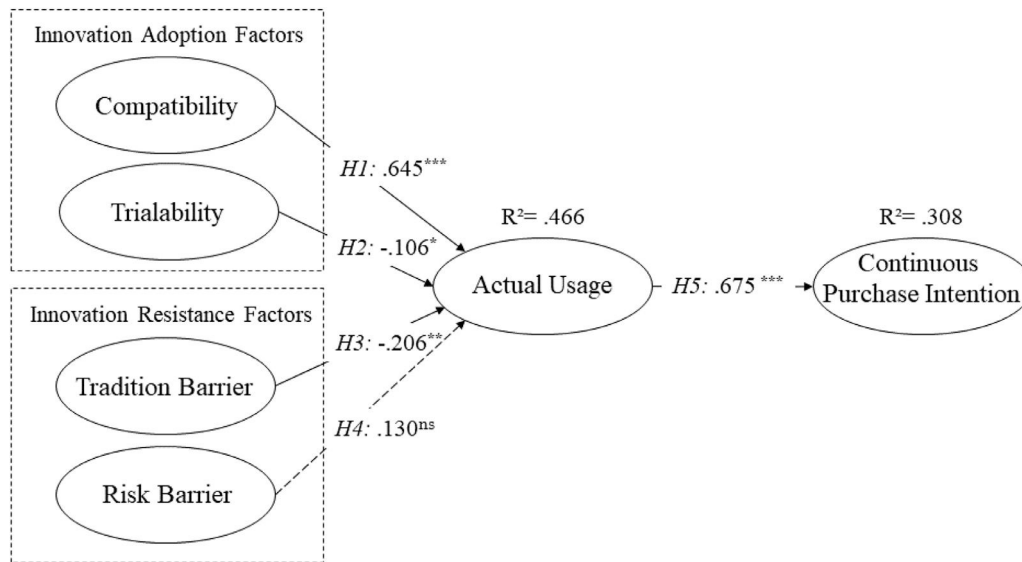 Innovation Adoption Factors
Compatibility
Trialability
H1: .645***
H2: -.106*
Innovation Resistance Factors
Tradition Barrier
Risk Barrier
H3: -.206**
H4: .130ns
R²= .466
Actual Usage
H5: .675 ***
R²= .308
Continuous
Purchase Intention